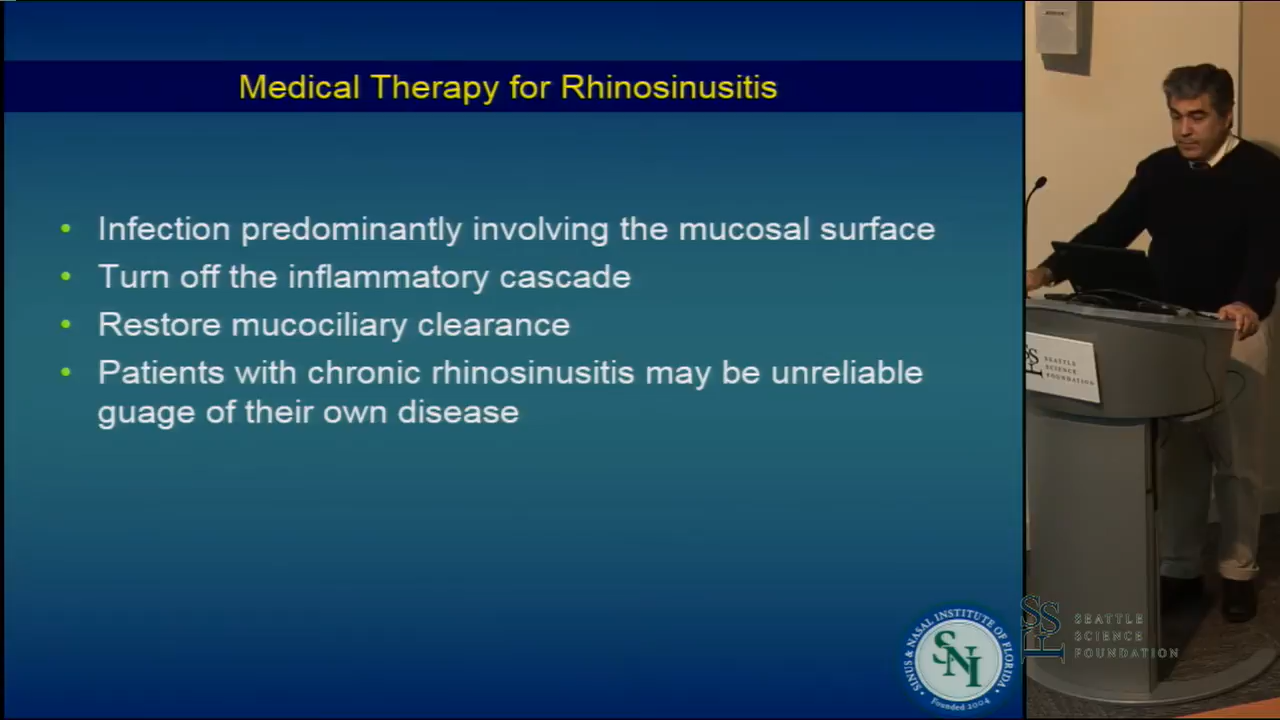 Medical Therapy for Rhinosinusitis
Infection predominantly involving the mucosal surface
Turn off the inflammatory cascade
Restore mucociliary clearance
Patients with chronic rhinosinusitis may be unreliable
guage of their own disease
SINUS & NASAL INSTITUTE OF FLORIDA
SNI
Founded 2004
SEATTLE
SCIENCE
FOUNDATION
SSF
SEATTLE
SCIENCE
FOUNDATION